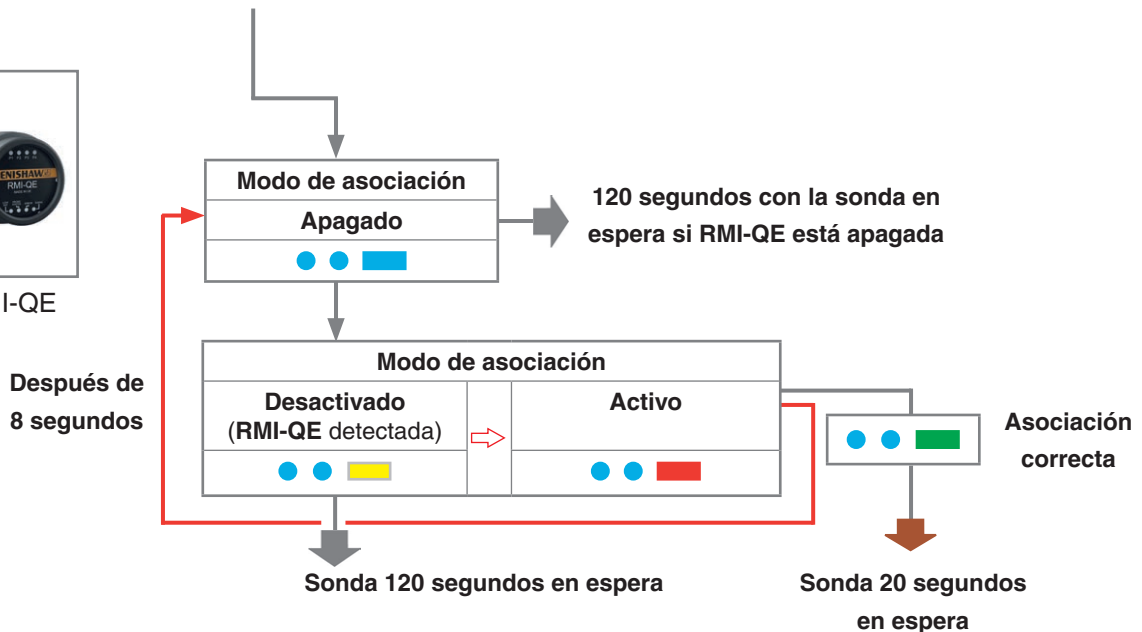 Modo de asociación
Apagado
120 segundos con la sonda en
espera si RMI-QE está apagada
ENISHAW
RMI-QE
I-QE
Después de
8 segundos
Modo de asociación
Desactivado
(RMI-QE detectada)
Activo
Asociación
correcta
Sonda 120 segundos en espera
Sonda 20 segundos
en espera